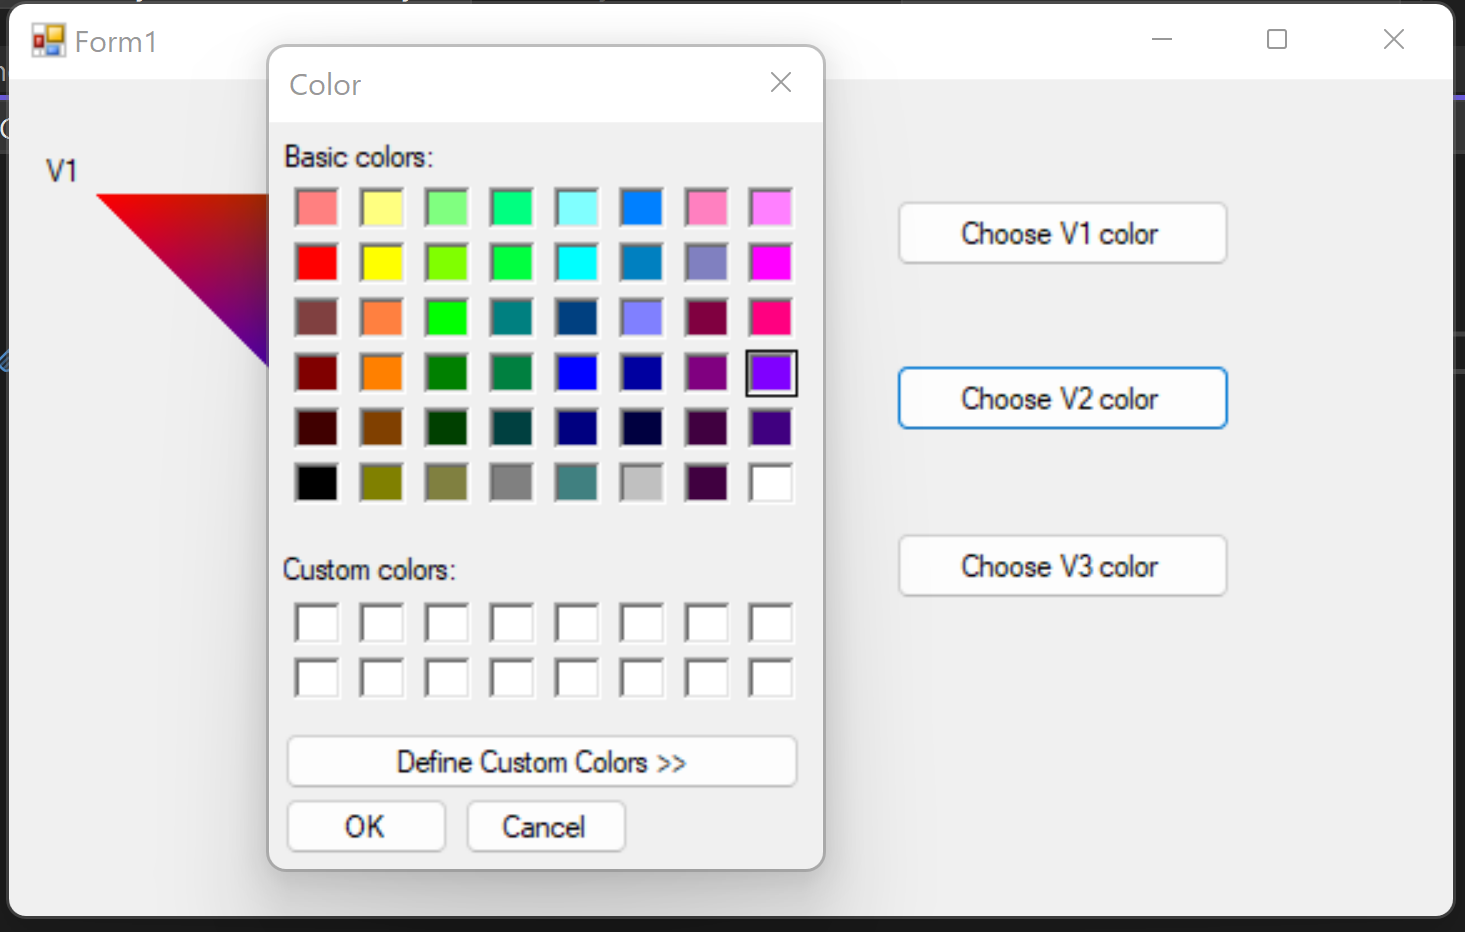 Form1
Color
Basic colors:
V1
Choose V1 color
Choose V2 color
Custom colors:
Choose V3 color
Define Custom Colors >>
OK
Cancel